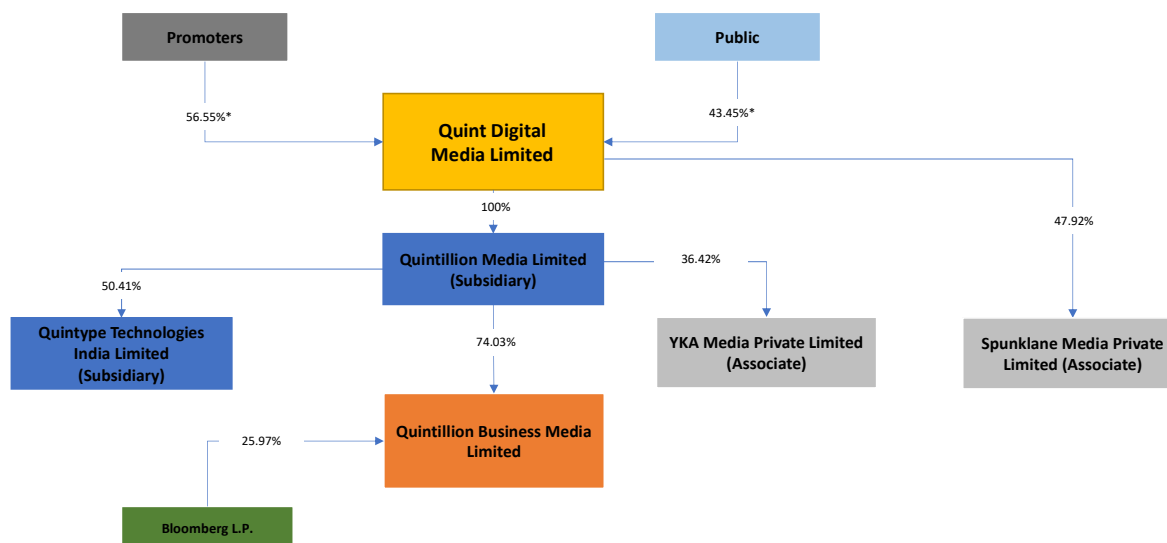 Promoters
Public
56.55%*
43.45%*
Quint Digital
Media Limited
100%
47.92%
Quintillion Media Limited
(Subsidiary)
36.42%
50.41%
Quintype Technologies
India Limited
(Subsidiary)
74.03%
YKA Media Private Limited
(Associate)
Spunklane Media Private
Limited (Associate)
Quintillion Business Media
Limited
25.97%
Bloomberg L.P.